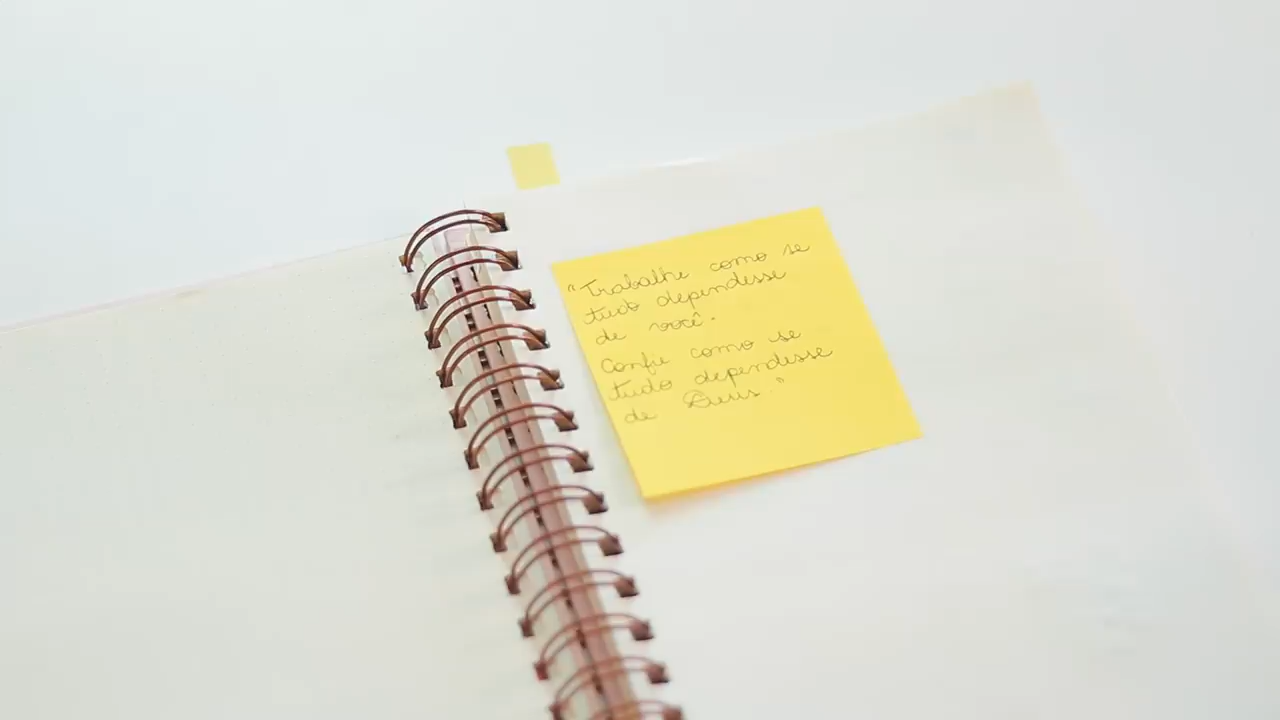 "Trabalhe como se
tudo dependesse
de você.
Confie como se
tudo dependesse
de Deus."